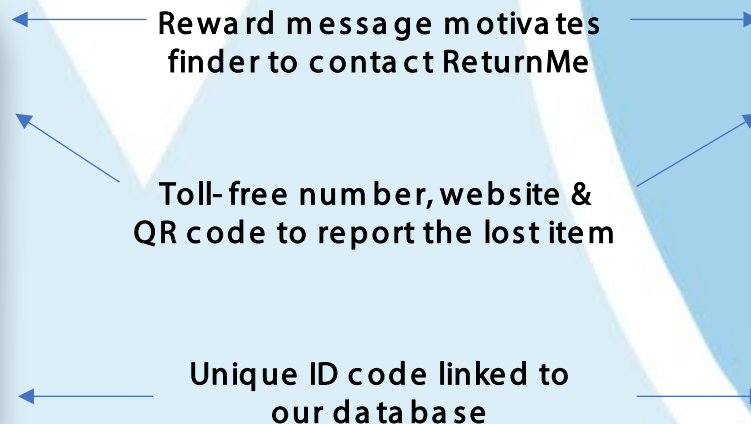 Reward message motivates
finder to contact ReturnMe
Toll-free number, website &
QR code to report the lost item
Unique ID code linked to
our database